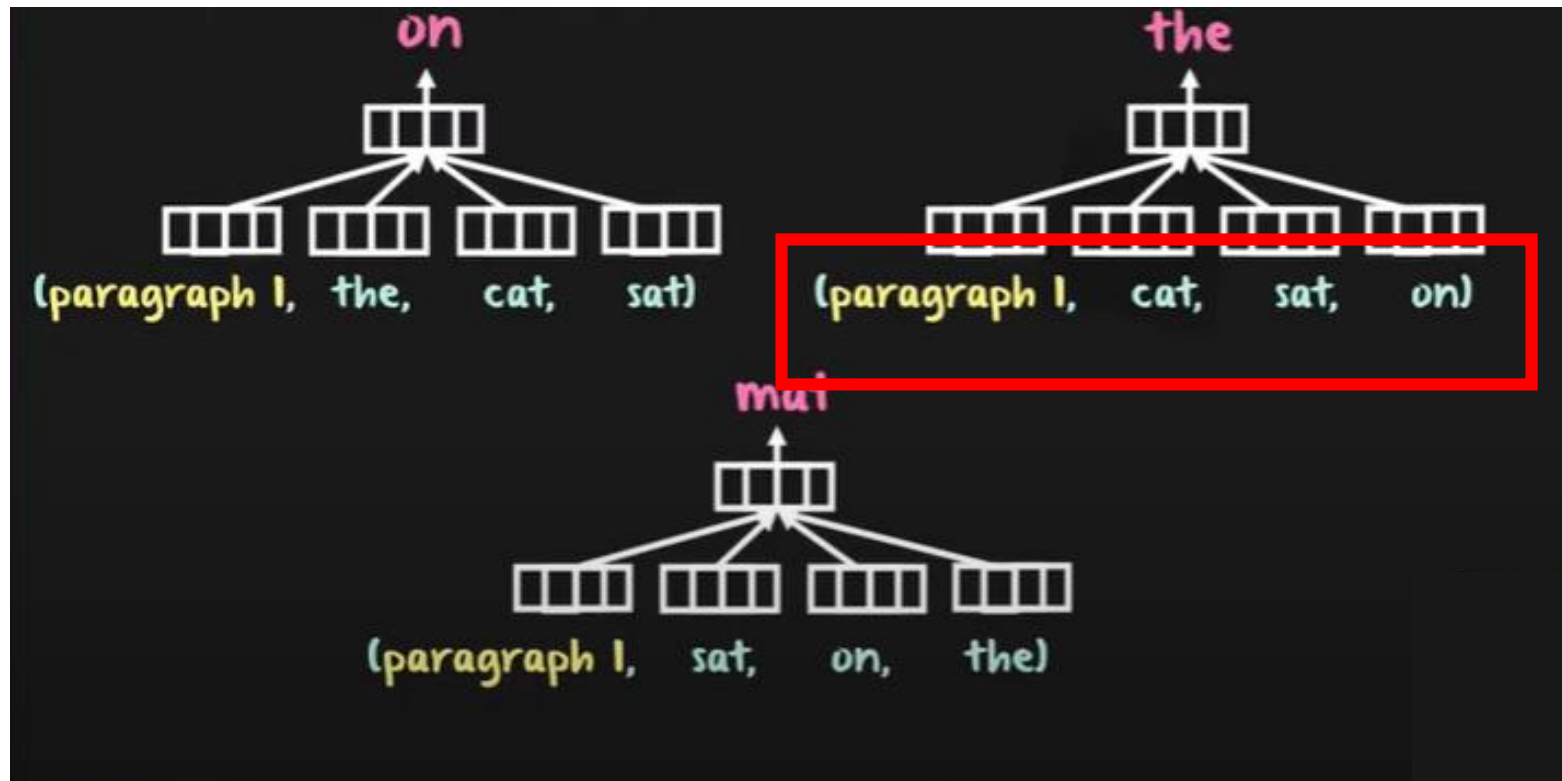 on
the
(paragraph 1, the, cat, sat)
(paragraph 1, cat, sat, on)
mat
(paragraph 1, sat, on, the)